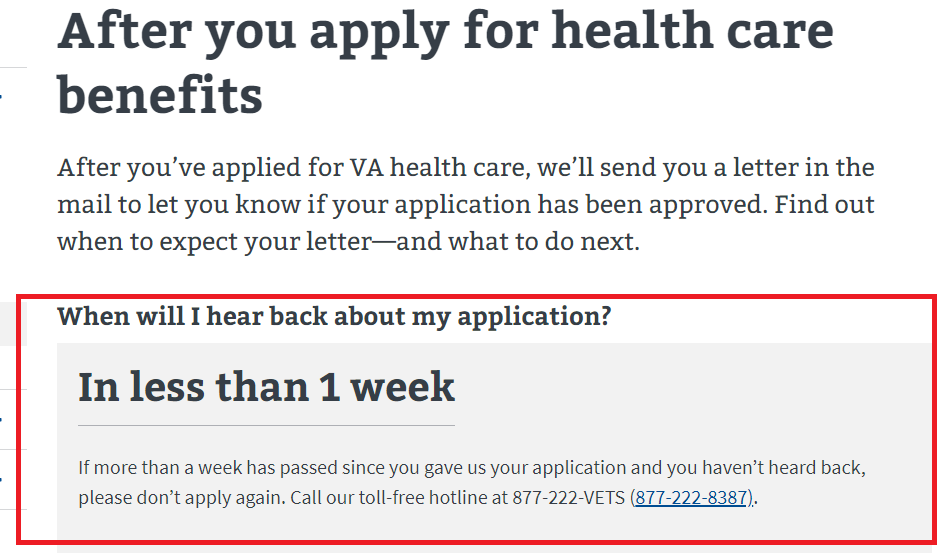 After you apply for health care
benefits
After you’ve applied for VA health care, we’ll send you a letter in the
mail to let you know if your application has been approved. Find out
when to expect your letter—and what to do next.
When will I hear back about my application?
In less than 1 week
If more than a week has passed since you gave us your application and you haven’t heard back,
please don’t apply again. Call our toll-free hotline at 877-222-VETS (877-222-8387).